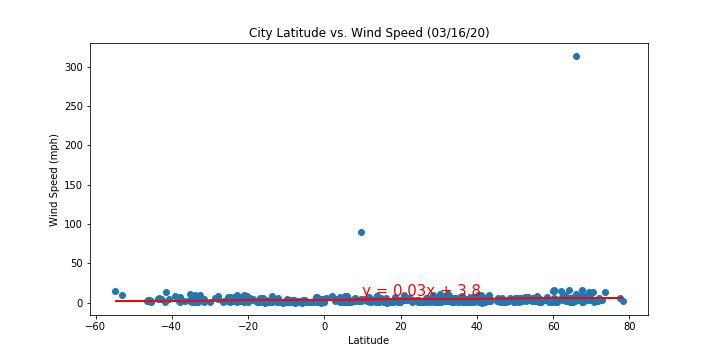 City Latitude vs. Wind Speed (03/16/20)
300
250
200
150
100
50
0
Wind Speed (mph)
y = 0.03x + 3.8
−60 −40 −20 0 20 40 60 80
Latitude